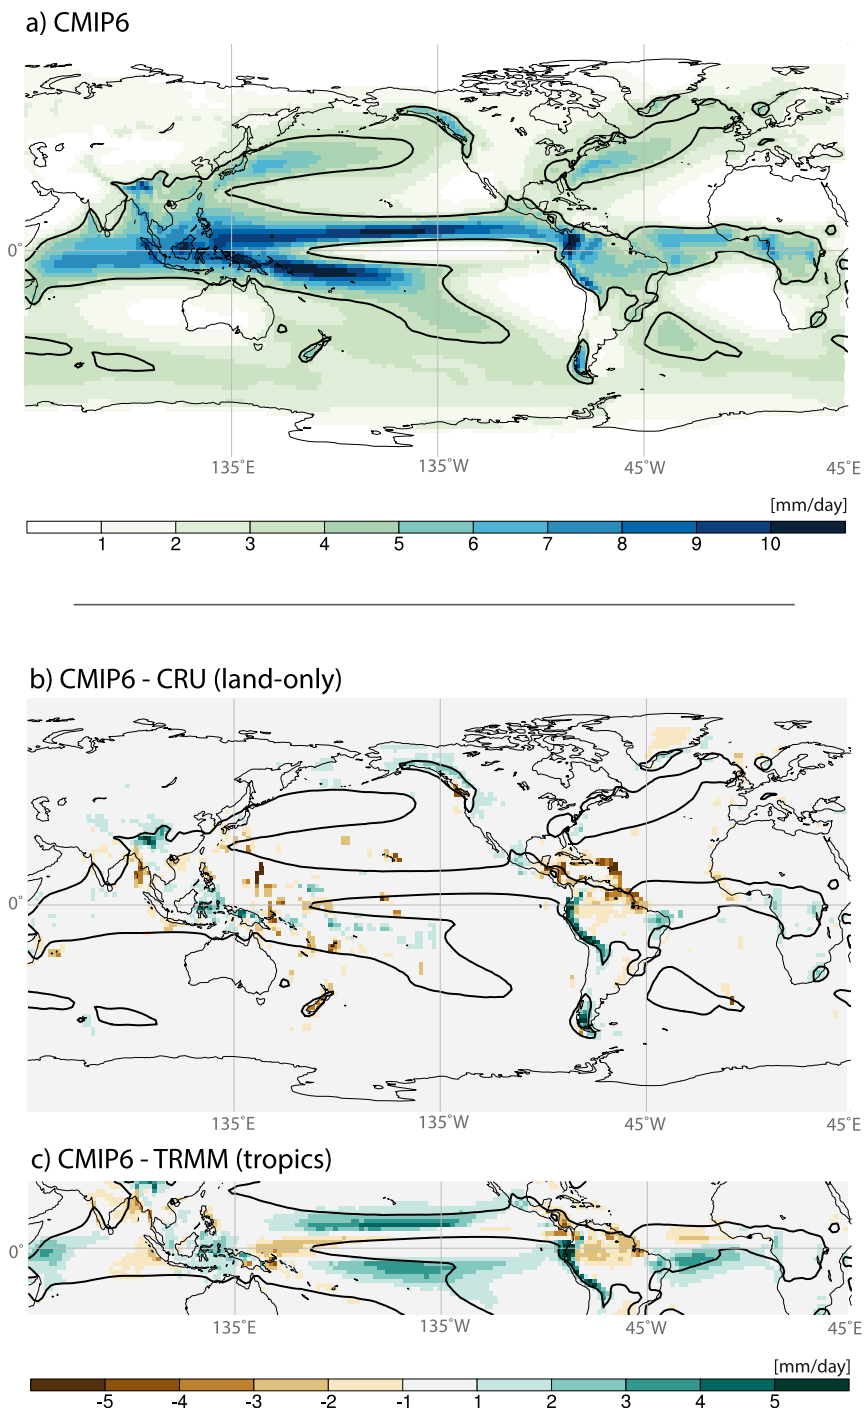 a) CMIP6
0°
135°E 135°W 45°W 45°E
[mm/day]
1 2 3 4 5 6 7 8 9 10
b) CMIP6 - CRU (land-only)
0°
135°E 135°W 45°W 45°E
c) CMIP6 - TRMM (tropics)
0°
135°E 135°W 45°W 45°E
[mm/day]
-5 -4 -3 -2 -1 1 2 3 4 5